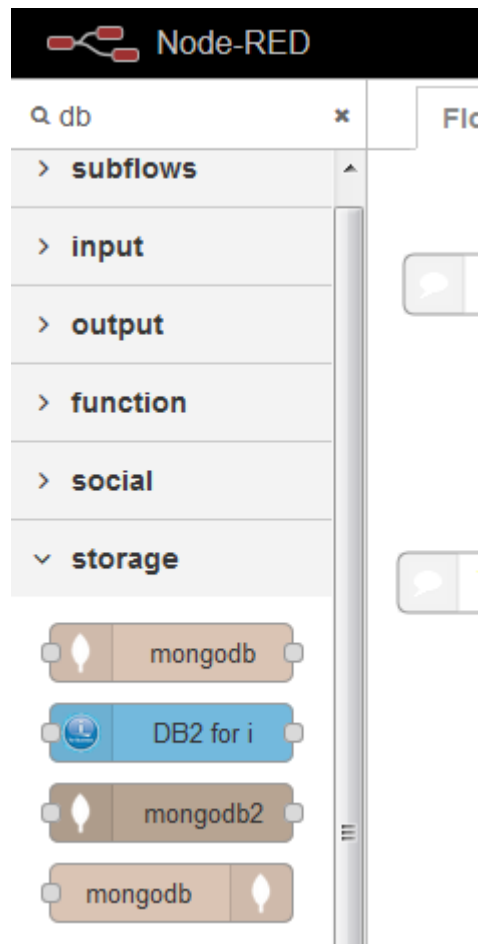 Node-RED
db
Flo
subflows
input
output
function
social
storage
mongodb
DB2 for i
mongodb2
mongodb